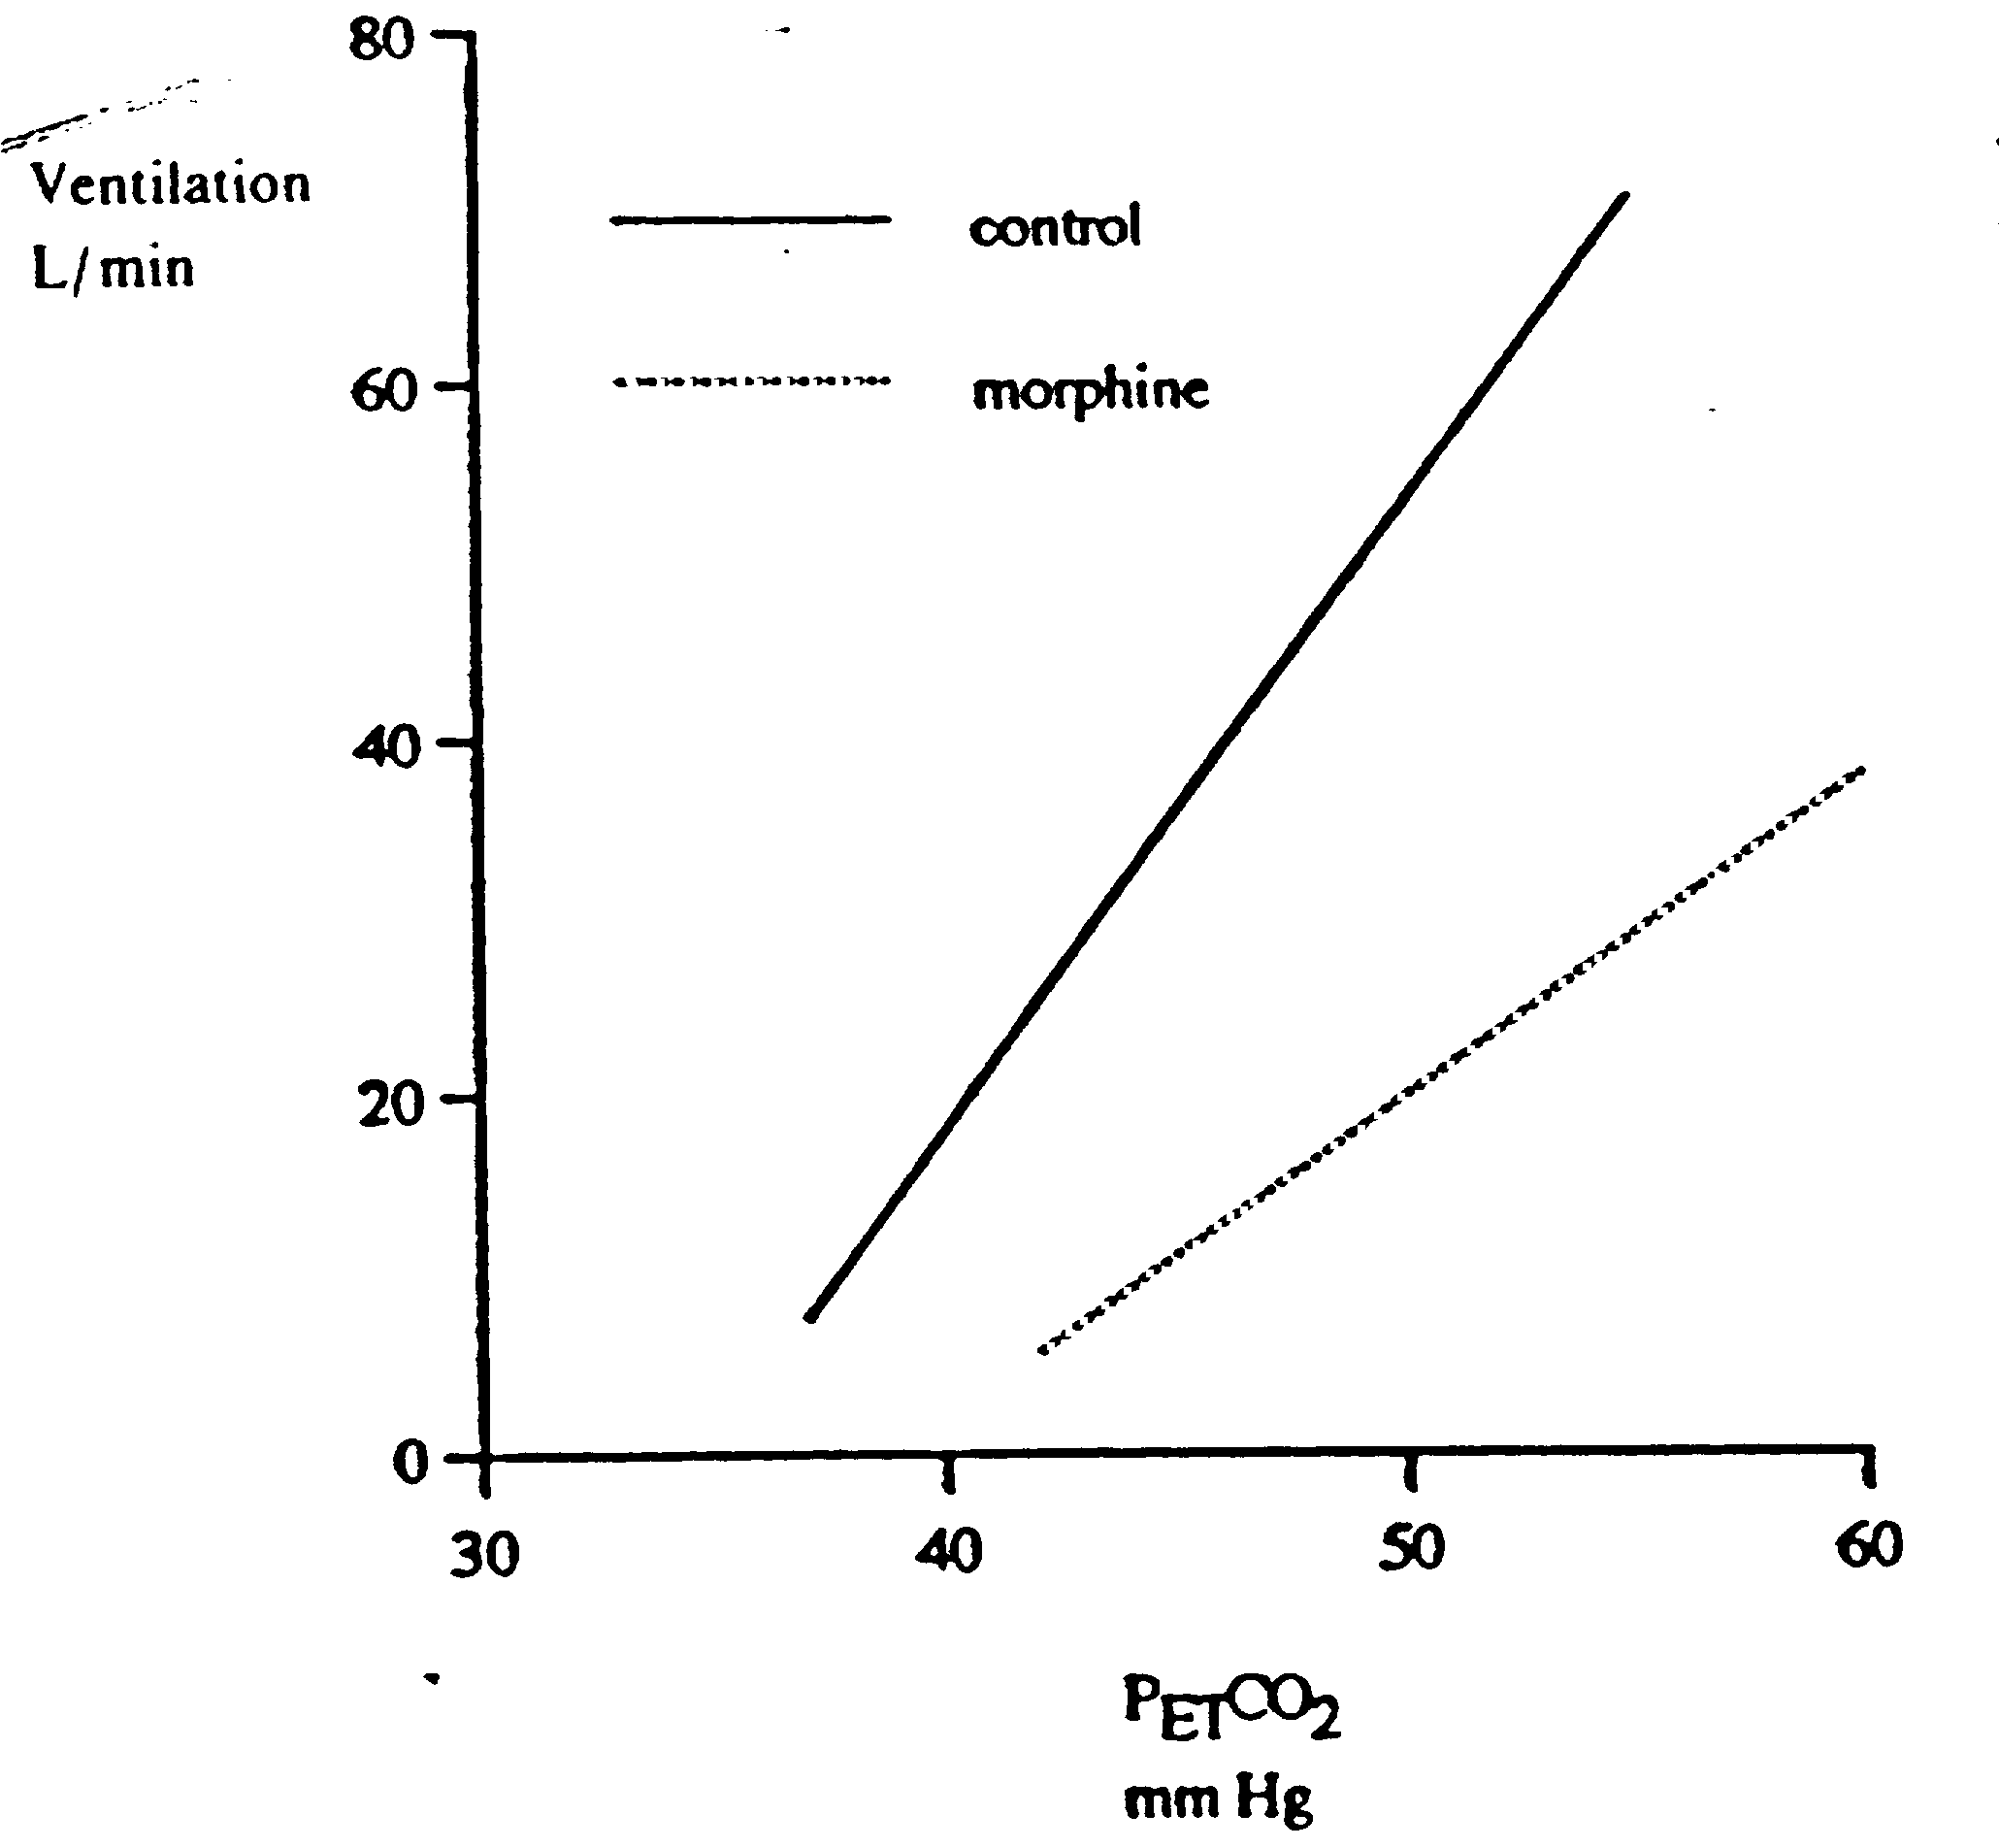 80
Ventilation
L/min
control
60
morphine
40
20
0
30 40 50 60
PETCO2
mm Hg